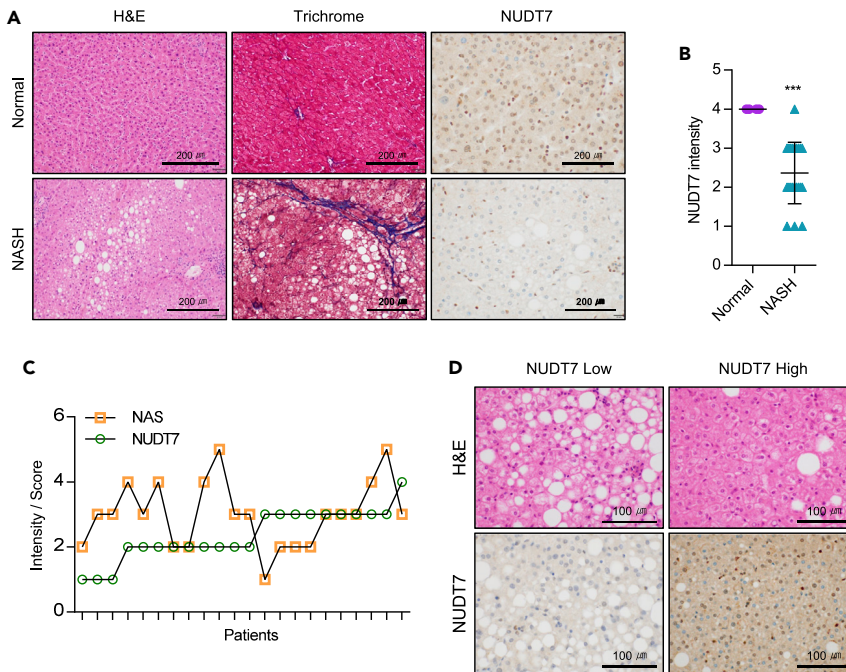 A
H&E
Trichrome
NUDT7
Normal
200 ㎛
200 ㎛
200 ㎛
NASH
200 ㎛
200 ㎛
200 ㎛
B
NUDT7 intensity
5
4
3
2
1
0
***
Normal
NASH
C
Intensity / Score
6
4
2
0
NAS
NUDT7
Patients
D
NUDT7 Low
NUDT7 High
H&E
100 ㎛
100 ㎛
NUDT7
100 ㎛
100 ㎛